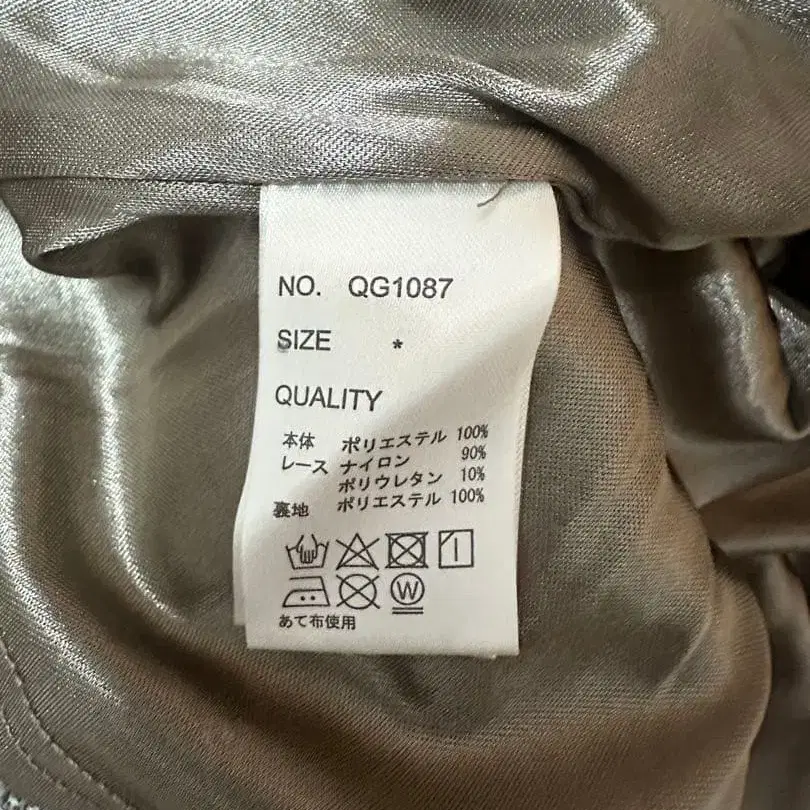 NO. QG1087
SIZE *
QUALITY
本体 ポリエステル 100%
レース ナイロン 90%
ポリウレタン 10%
裏地 ポリエステル 100%
W
あて布使用